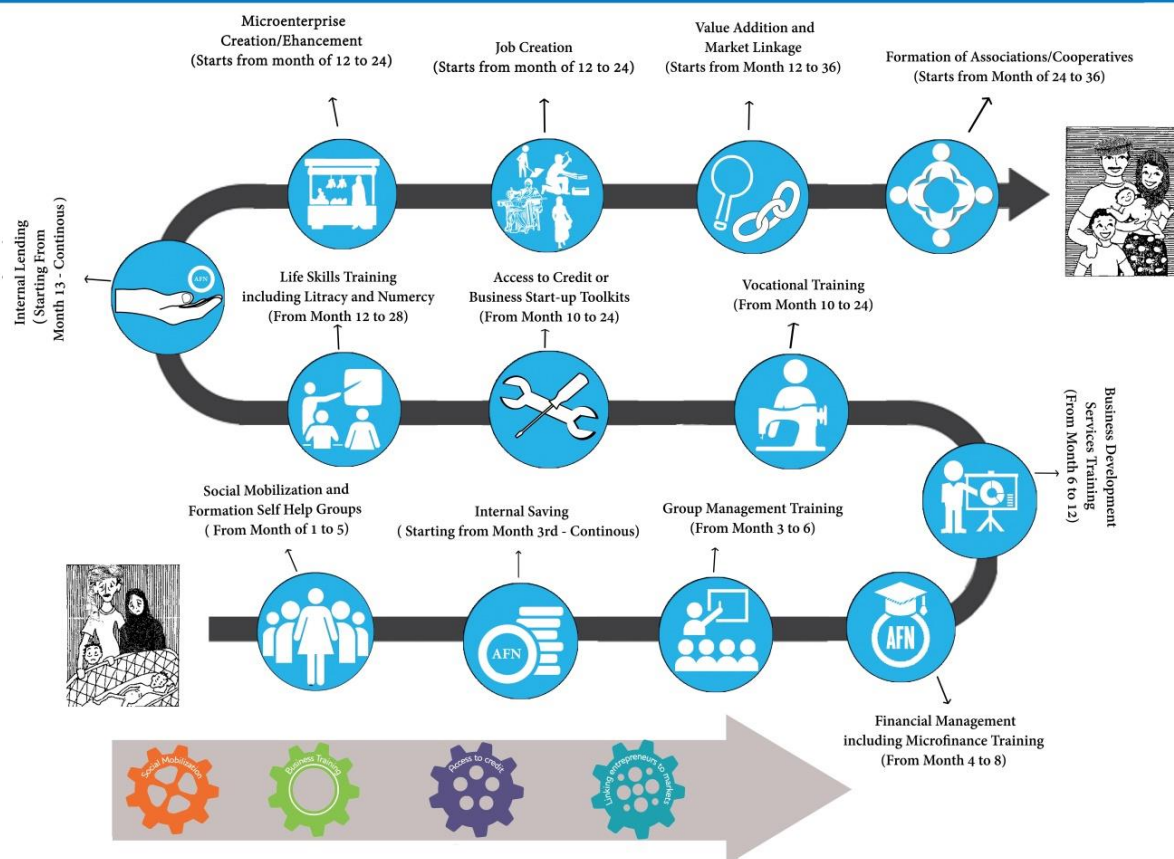 Microenterprise
Creation/Ehancement
(Starts from month of 12 to 24)
Job Creation
(Starts from month of 12 to 24)
Value Addition and
Market Linkage
(Starts from Month 12 to 36)
Formation of Associations/Cooperatives
(Starts from Month of 24 to 36)
Internal Lending
( Starting From
Month 13 - Continous)
AFN
Life Skills Training
including Litracy and Numercy
(From Month 12 to 28)
Access to Credit or
Business Start-up Toolkits
(From Month 10 to 24)
Vocational Training
(From Month 10 to 24)
Business Development
Services Training
(From Month 6 to 12)
Social Mobilization and
Formation Self Help Groups
( From Month of 1 to 5)
Internal Saving
( Starting from Month 3rd - Continous)
Group Management Training
(From Month 3 to 6)
AFN
AFN
Financial Management
including Microfinance Training
(From Month 4 to 8)
Social Mobilization
Business Training
Access to credit
Linking entrepreneurs to markets